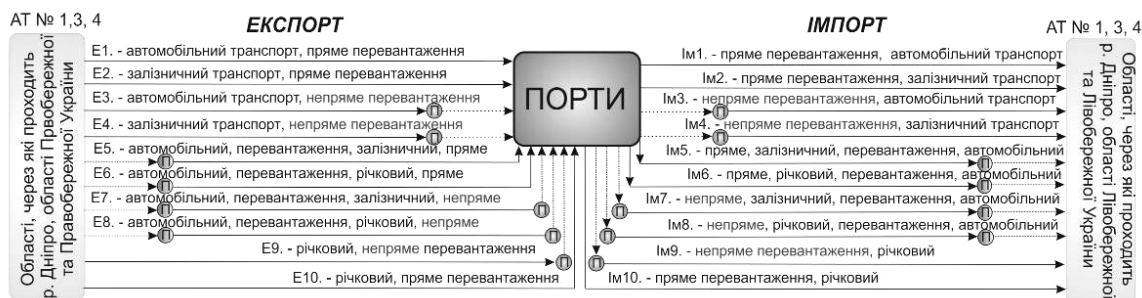 АТ № 1,3, 4
ЕКСПОРТ
ІМПОРТ
АТ № 1, 3, 4
Області, через які проходить
р. Дніпро, області Првобережної
та Правобережної України
Е1. - автомобільний транспорт, пряме перевантаження
Е2. - залізничний транспорт, пряме перевантаження
Е3. - автомобільний транспорт, непряме перевантаження
П
Е4. - залізничний транспорт, непряме перевантаження
П
Е5. - автомобільний, перевантаження, залізничний, пряме
П
Е6. - автомобільний, перевантаження, річковий, пряме
П
Е7. - автомобільний, перевантаження, залізничний, непряме
П П
Е8. - автомобільний, перевантаження, річковий, непряме
П П
Е9. - річковий, непряме перевантаження
П
Е10. - річковий, пряме перевантаження
ПОРТИ
Ім1. - пряме перевантаження, автомобільний транспорт
Ім2. - пряме перевантаження, залізничний транспорт
Ім3. - непряме перевантаження, автомобільний транспорт
П
Ім4. - непряме перевантаження, залізничний транспорт
П
Ім5. - пряме, залізничний, перевантаження, автомобільний
П
Ім6. - пряме, річковий, перевантаження, автомобільний
П
Ім7. - непряме, залізничний, перевантаження, автомобільний
П П
Ім8. - непряме, річковий, перевантаження, автомобільний
П П
Ім9. - непряме перевантаження, річковий
П
Ім10. - пряме перевантаження, річковий
Області, через які проходить
р. Дніпро, області Лівобережної
та Лівобережної України